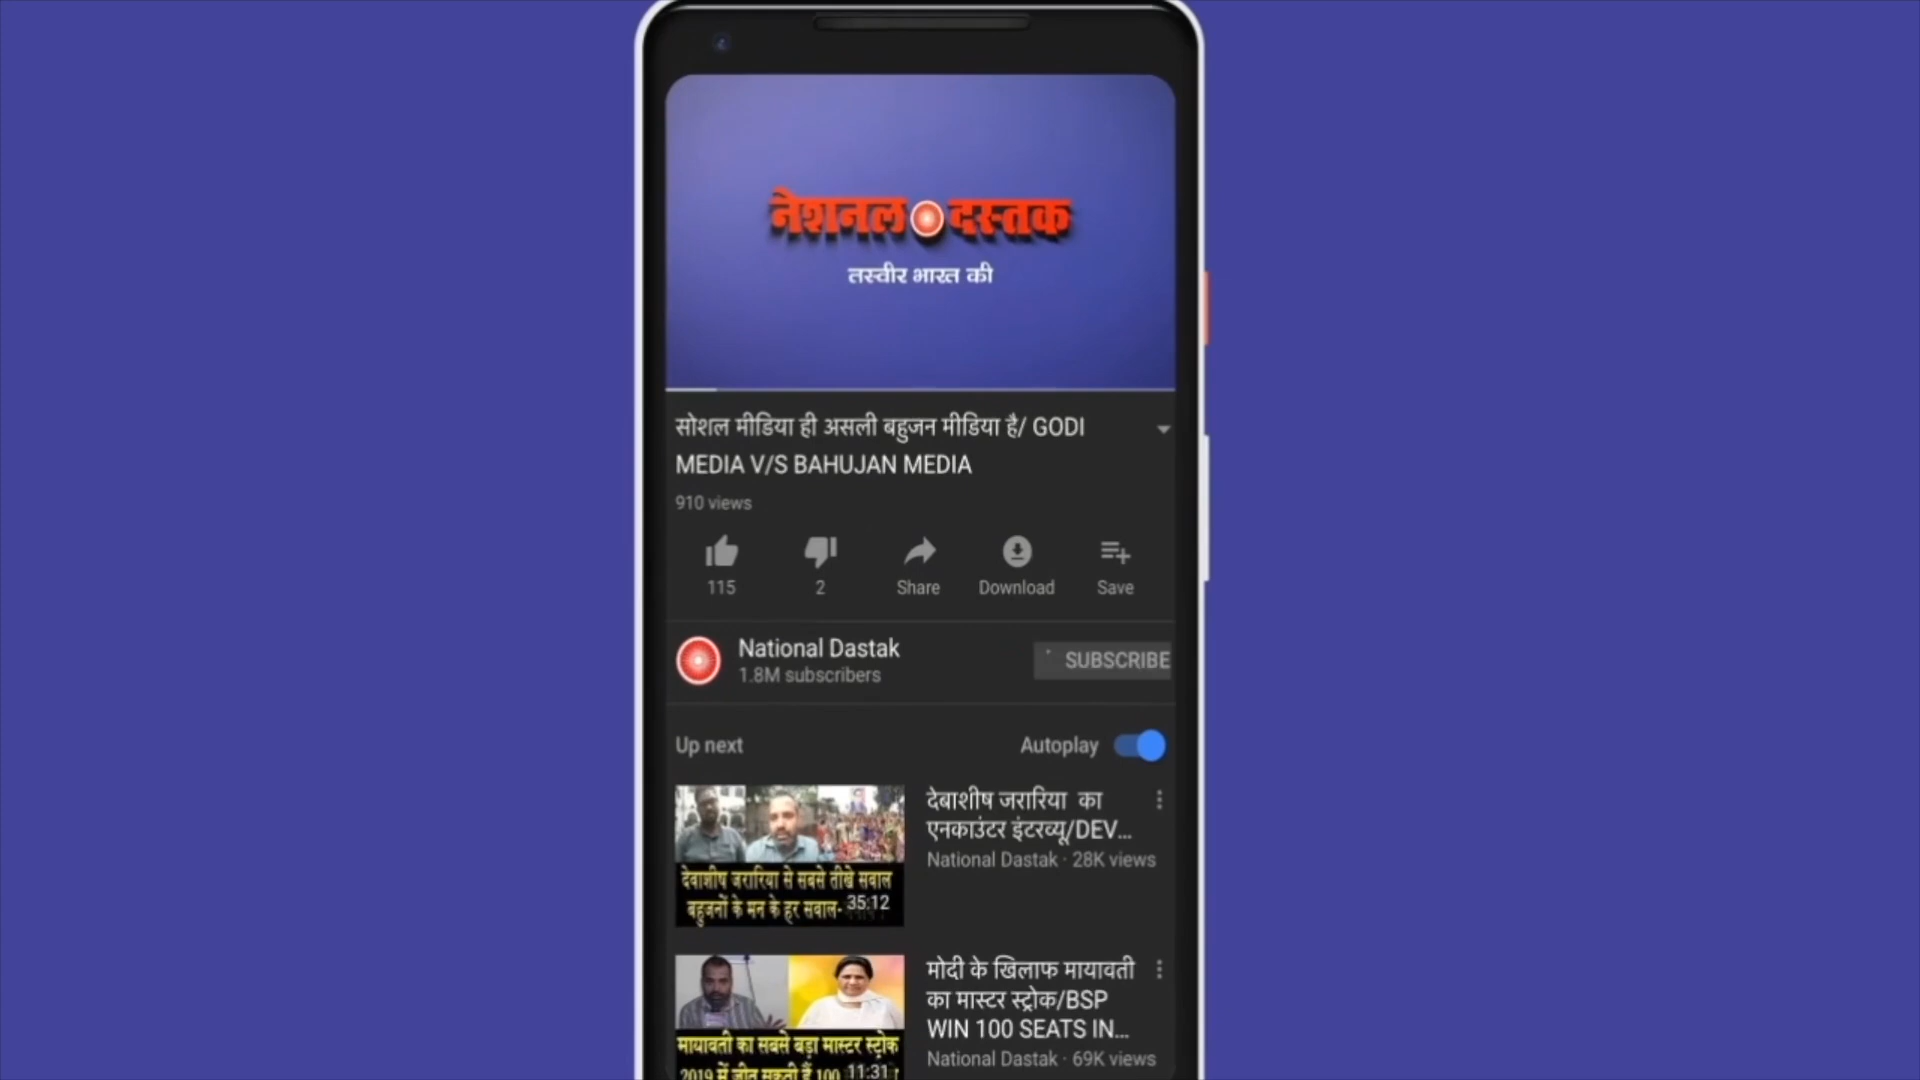 नेशनल दस्तक
तस्वीर भारत की
सोशल मीडिया ही असली बहुजन मीडिया है/ GODI
MEDIA V/S BAHUJAN MEDIA
910 views
115
2
Share
Download
Save
National Dastak
1.8M subscribers
SUBSCRIBE
Up next
Autoplay
देवाशीष जरारिया से सबसे तीखे सवाल
बहुजनों के मन के हर सवाल-
35:12
देबाशीष जरारिया का
एनकाउंटर इंटरव्यू/DEV...
National Dastak · 28K views
मायावती का सबसे बड़ा मास्टर स्ट्रोक
2019 में जीत सकती हैं 100
11:31
मोदी के खिलाफ मायावती
का मास्टर स्ट्रोक/BSP
WIN 100 SEATS IN...
National Dastak · 69K views